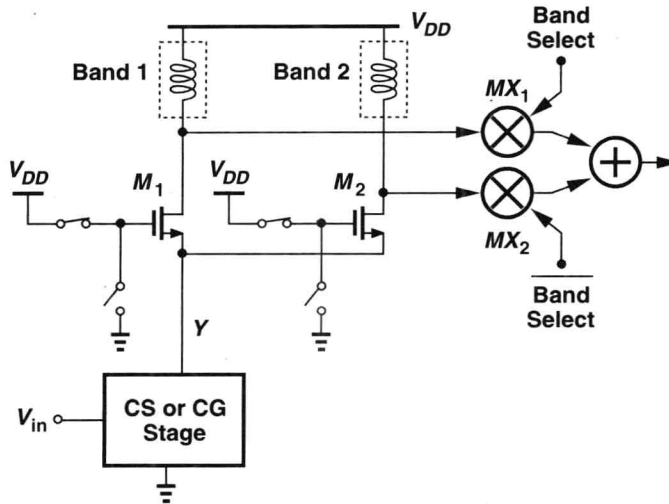 V_DD
Band Select
Band 1
Band 2
MX_1
V_DD
M_1
V_DD
M_2
MX_2
Band Select
Y
V_in
CS or CG
Stage